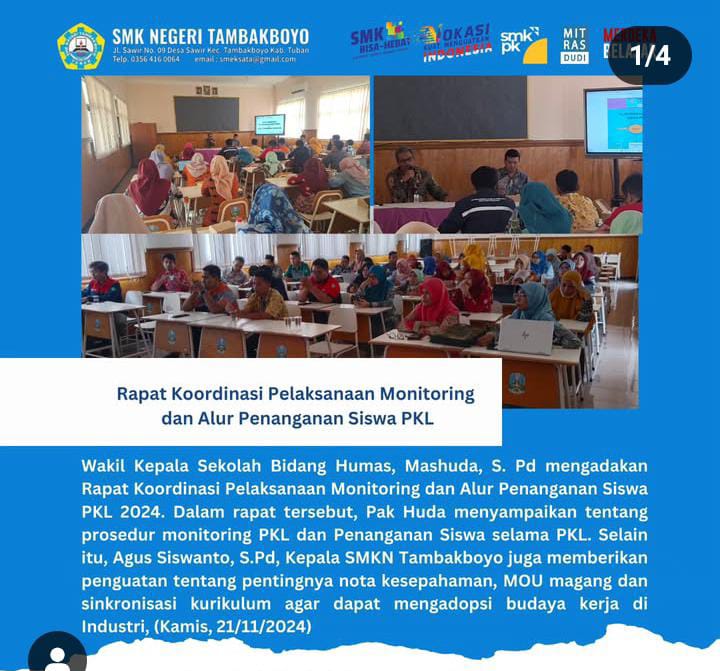 SMK NEGERI TAMBAKBOYO
Jl. Sawir No. 09 Desa Sawir Kec. Tambakboyo Kab. Tuban
Telp. 0356 416 0064 email : smeksata@gmail.com
SMK
BISA-HEBAT
VOKASI
KUAT MENGUATKAN
INDONESIA
smk
pk
MIT
RAS
DUDI
MERDEKA
1/4
Rapat Koordinasi Pelaksanaan Monitoring
dan Alur Penanganan Siswa PKL
Wakil Kepala Sekolah Bidang Humas, Mashuda, S. Pd mengadakan
Rapat Koordinasi Pelaksanaan Monitoring dan Alur Penanganan Siswa
PKL 2024. Dalam rapat tersebut, Pak Huda menyampaikan tentang
prosedur monitoring PKL dan Penanganan Siswa selama PKL. Selain
itu, Agus Siswanto, S.Pd, Kepala SMKN Tambakboyo juga memberikan
penguatan tentang pentingnya nota kesepahaman, MOU magang dan
sinkronisasi kurikulum agar dapat mengadopsi budaya kerja di
Industri, (Kamis, 21/11/2024)